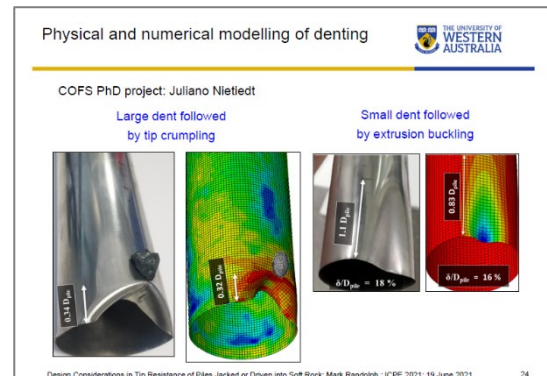 Physical and numerical modelling of denting
THE UNIVERSITY OF
WESTERN
AUSTRALIA
COFS PhD project: Juliano Nietiedt
Large dent followed
by tip crumpling
Small dent followed
by extrusion buckling
0.34 Dpile
0.32 Dpile
1.1 Dpile
δ/Dpile = 18 %
0.83 Dpile
δ/Dpile = 16 %
Design Considerations in Tip Resistance of Piles Jacked or Driven into Soft Rock: Mark Randolph : ICPE 2021: 19 June 2021
24